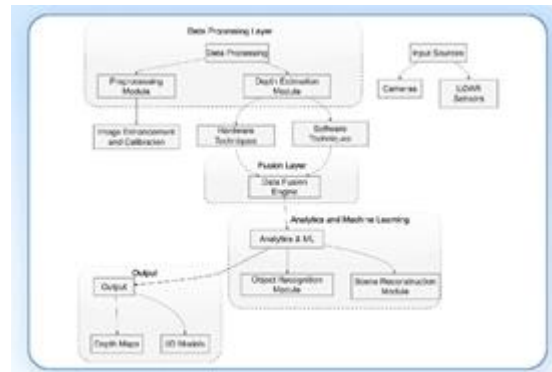 Data Processing Layer
Data Processing
Input Sources
Preprocessing
Module
Depth Estimation
Module
Cameras
LiDAR
Sensors
Image Enhancement
and Calibration
Hardware
Techniques
Software
Techniques
Fusion Layer
Data Fusion
Engine
Analytics and Machine Learning
Analytics & ML
Output
Output
Object Recognition
Module
Scene Reconstruction
Module
Depth Maps
3D Models